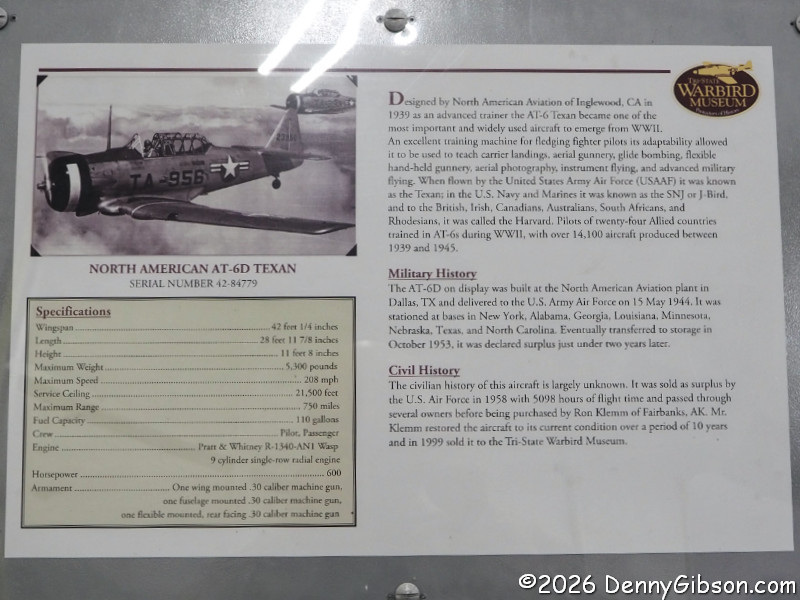 TRI-STATE
WARBIRD
MUSEUM
TA-956
NORTH AMERICAN AT-6D TEXAN
SERIAL NUMBER 42-84779
Specifications
Wingspan 42 feet 1/4 inches
Length 28 feet 11 7/8 inches
Height 11 feet 8 inches
Maximum Weight 5,300 pounds
Maximum Speed 208 mph
Service Ceiling 21,500 feet
Maximum Range 750 miles
Fuel Capacity 110 gallons
Crew Pilot, Passenger
Engine Pratt & Whitney R-1340-AN1 Wasp
9 cylinder single-row radial engine
Horsepower 600
Armament One wing mounted .30 caliber machine gun,
one fuselage mounted .30 caliber machine gun,
one flexible mounted, rear facing .30 caliber machine gun
Designed by North American Aviation of Inglewood, CA in
1939 as an advanced trainer the AT-6 Texan became one of the
most important and widely used aircraft to emerge from WWII.
An excellent training machine for fledging fighter pilots its adaptability allowed
it to be used to teach carrier landings, aerial gunnery, glide bombing, flexible
hand-held gunnery, aerial photography, instrument flying, and advanced military
flying. When flown by the United States Army Air Force (USAAF) it was known
as the Texan; in the U.S. Navy and Marines it was known as the SNJ or J-Bird,
and to the British, Irish, Canadians, Australians, South Africans, and
Rhodesians, it was called the Harvard. Pilots of twenty-four Allied countries
trained in AT-6s during WWII, with over 14,100 aircraft produced between
1939 and 1945.
Military History
The AT-6D on display was built at the North American Aviation plant in
Dallas, TX and delivered to the U.S. Army Air Force on 15 May 1944. It was
stationed at bases in New York, Alabama, Georgia, Louisiana, Minnesota,
Nebraska, Texas, and North Carolina. Eventually transferred to storage in
October 1953, it was declared surplus just under two years later.
Civil History
The civilian history of this aircraft is largely unknown. It was sold as surplus by
the U.S. Air Force in 1958 with 5098 hours of flight time and passed through
several owners before being purchased by Ron Klemm of Fairbanks, AK. Mr.
Klemm restored the aircraft to its current condition over a period of 10 years
and in 1999 sold it to the Tri-State Warbird Museum.
©2026 DennyGibson.com